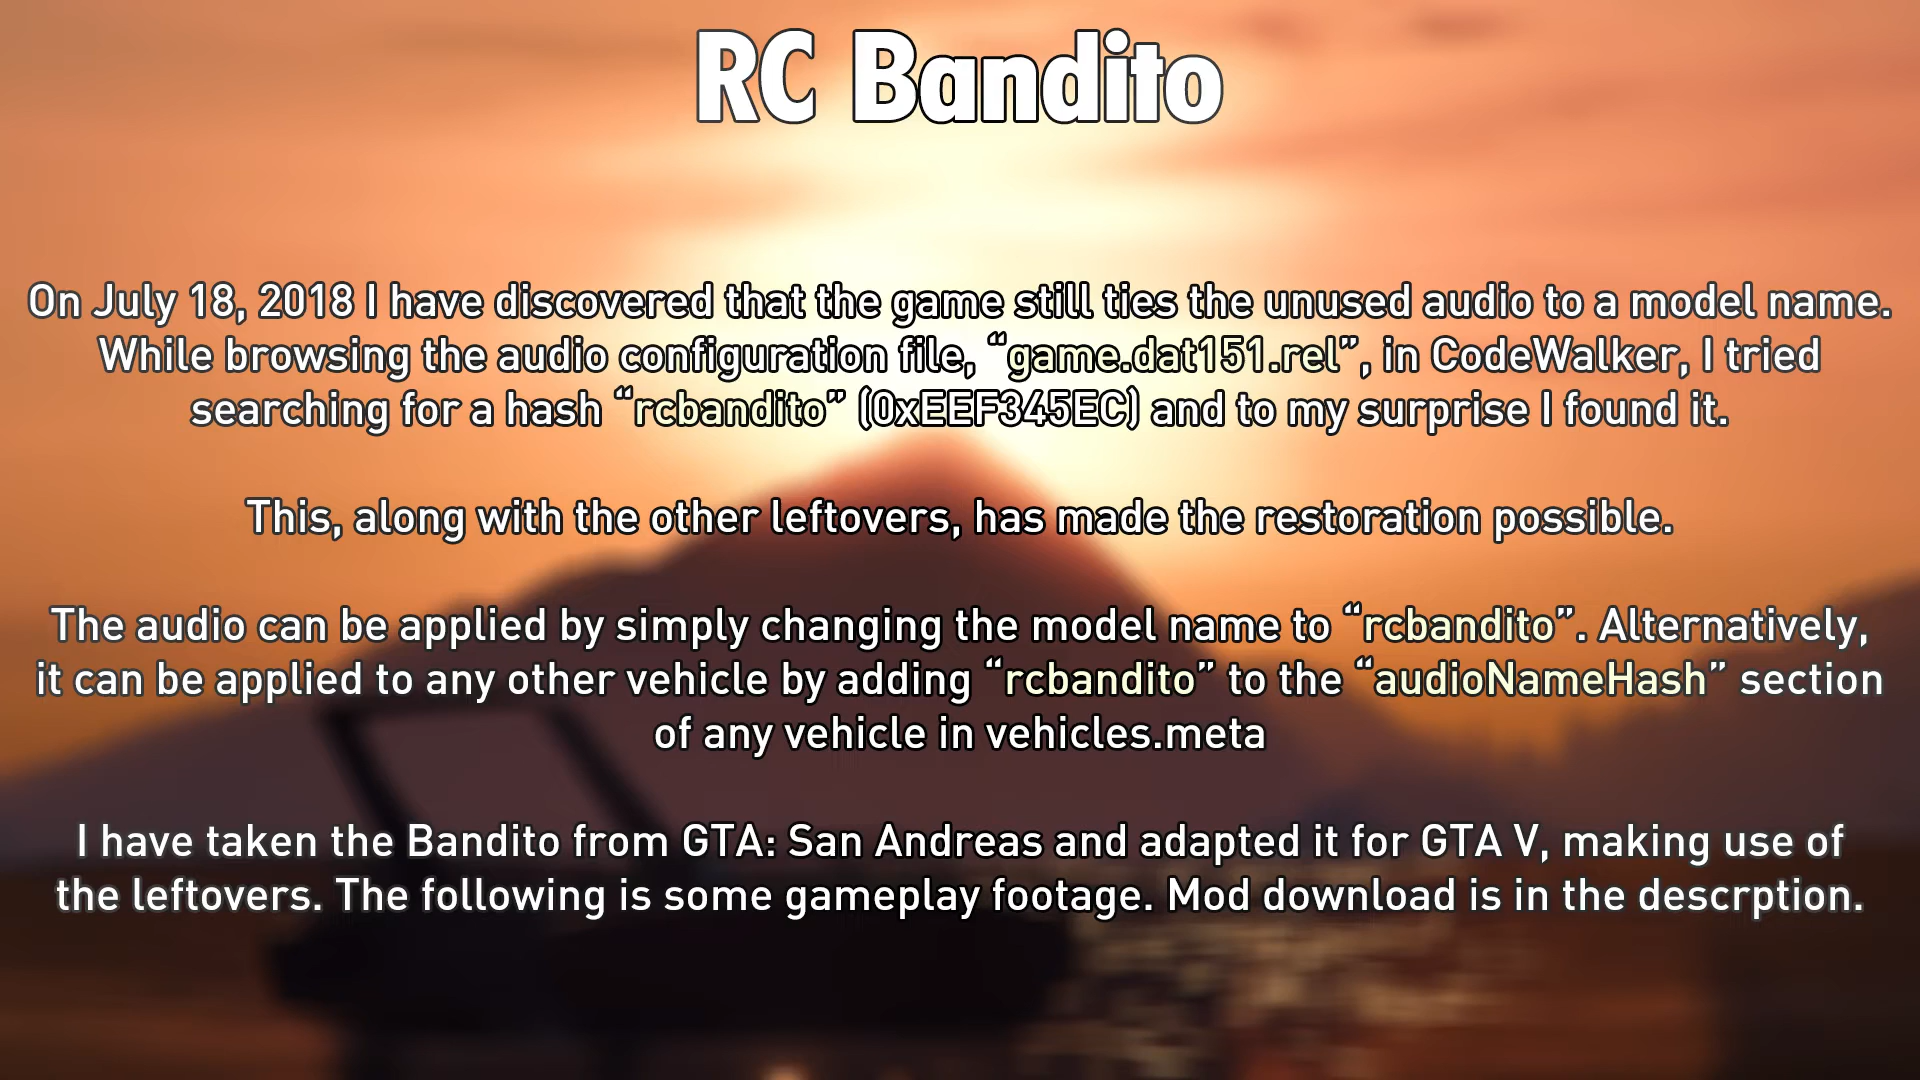 RC Bandito
On July 18, 2018 I have discovered that the game still ties the unused audio to a model name.
While browsing the audio configuration file, “game.dat151.rel”, in CodeWalker, I tried
searching for a hash “rcbandito” (0xEEF345EC) and to my surprise I found it.
This, along with the other leftovers, has made the restoration possible.
The audio can be applied by simply changing the model name to “rcbandito”. Alternatively,
it can be applied to any other vehicle by adding “rcbandito” to the “audioNameHash” section
of any vehicle in vehicles.meta
I have taken the Bandito from GTA: San Andreas and adapted it for GTA V, making use of
the leftovers. The following is some gameplay footage. Mod download is in the descrption.